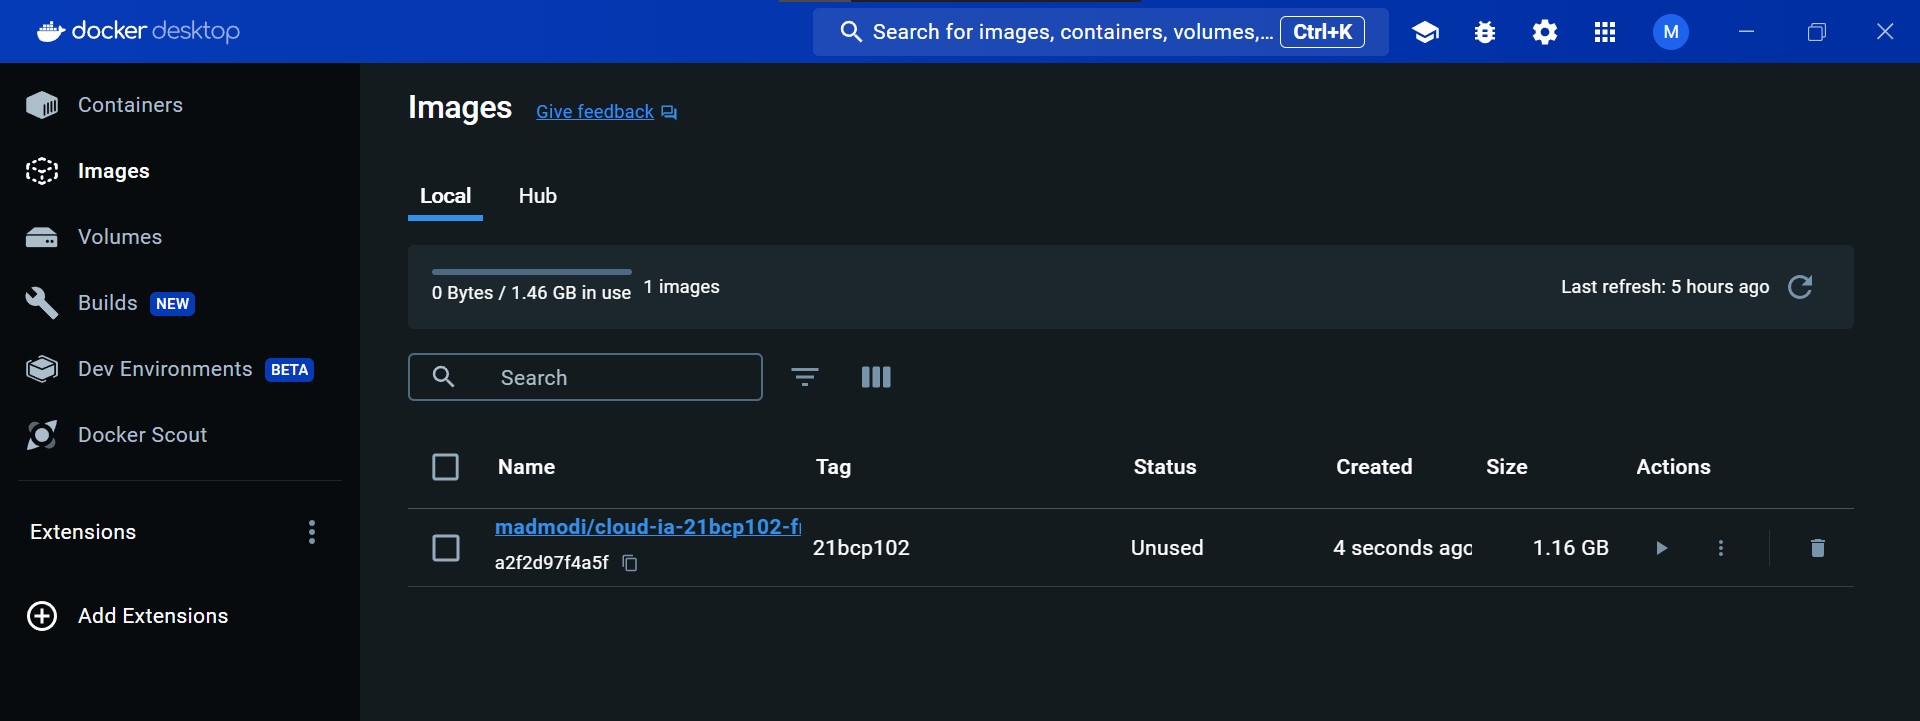 docker desktop
Search for images, containers, volumes,... Ctrl+K
M
Containers
Images
Volumes
Builds NEW
Dev Environments BETA
Docker Scout
Extensions
Add Extensions
Images Give feedback
Local Hub
0 Bytes / 1.46 GB in use 1 images
Last refresh: 5 hours ago
Search
Name Tag Status Created Size Actions
madmodi/cloud-ia-21bcp102-f
a2f2d97f4a5f
21bcp102 Unused 4 seconds ago 1.16 GB